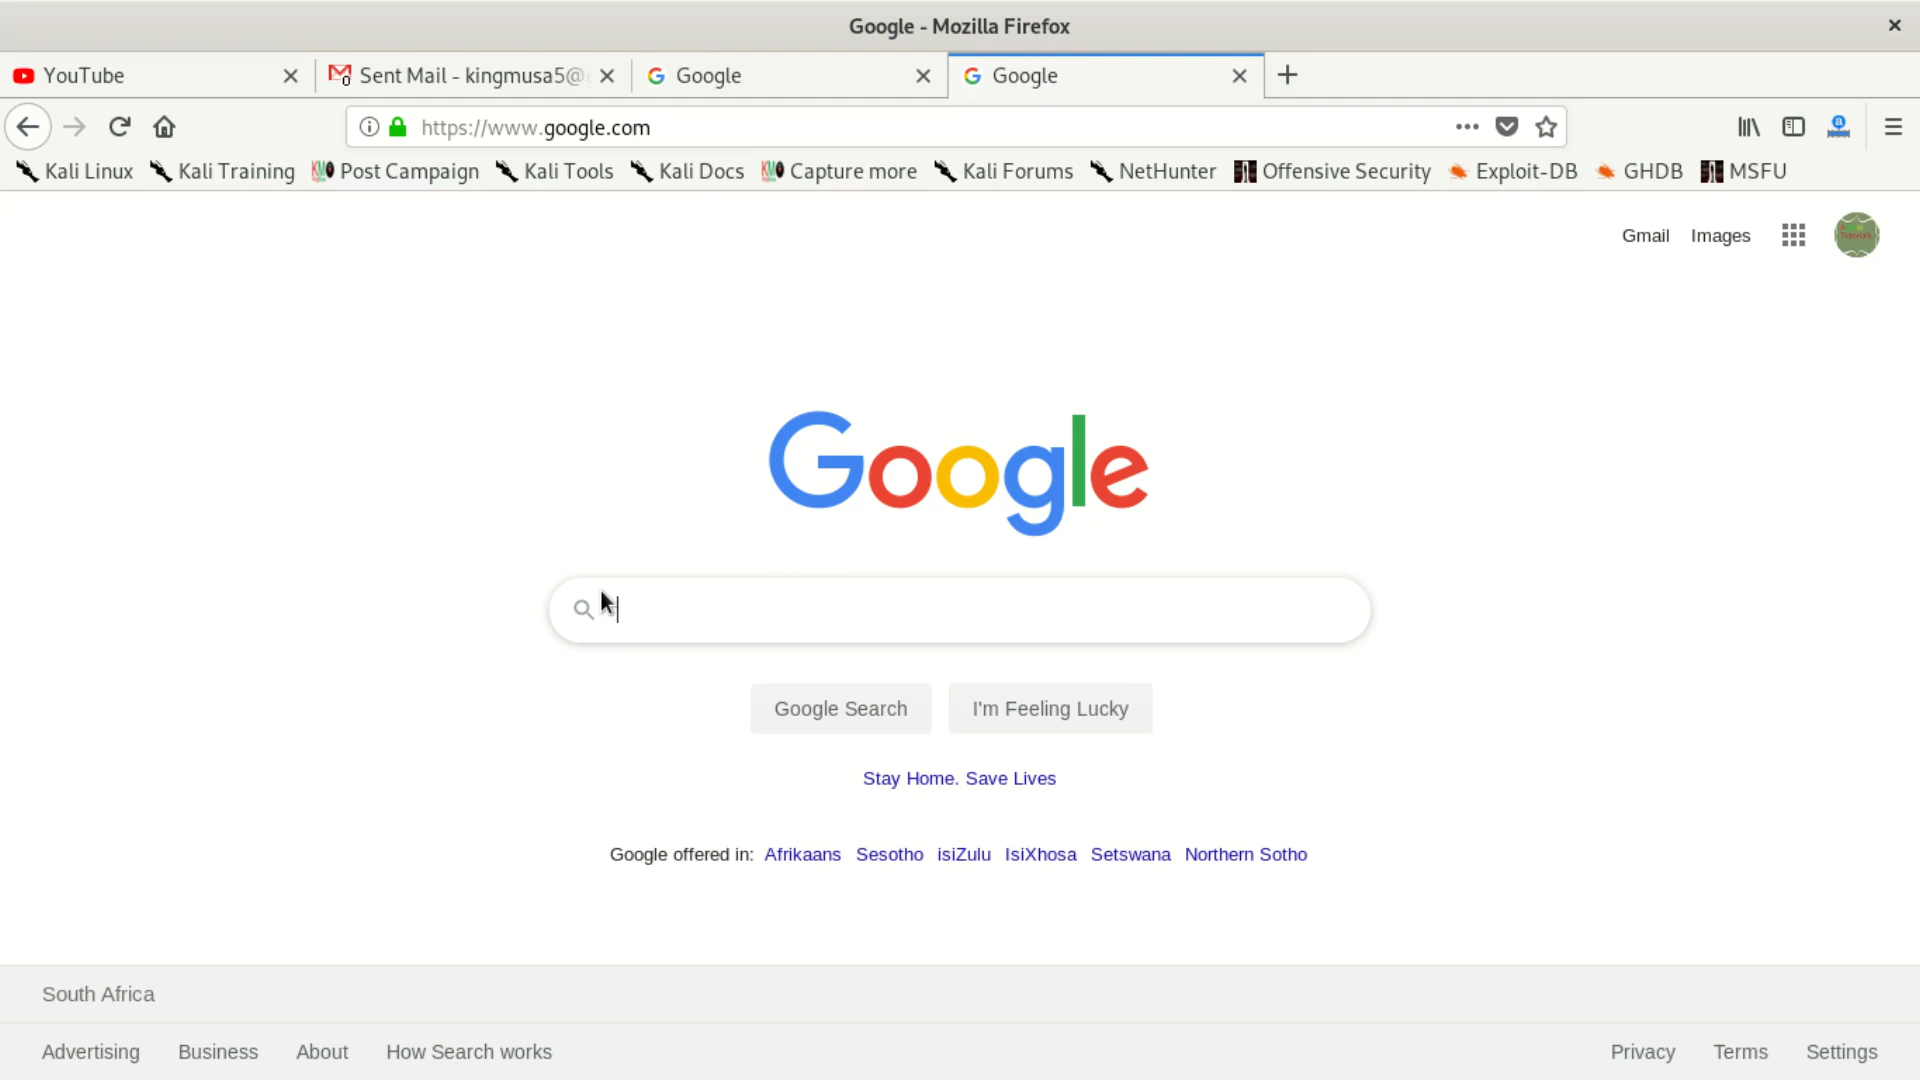 Google - Mozilla Firefox
YouTube Sent Mail - kingmusa5@ Google Google
https://www.google.com
Kali Linux Kali Training Post Campaign Kali Tools Kali Docs Capture more Kali Forums NetHunter Offensive Security Exploit-DB GHDB MSFU
Gmail Images
Google
Google Search I'm Feeling Lucky
Stay Home. Save Lives
Google offered in: Afrikaans Sesotho isiZulu IsiXhosa Setswana Northern Sotho
South Africa
Advertising Business About How Search works Privacy Terms Settings